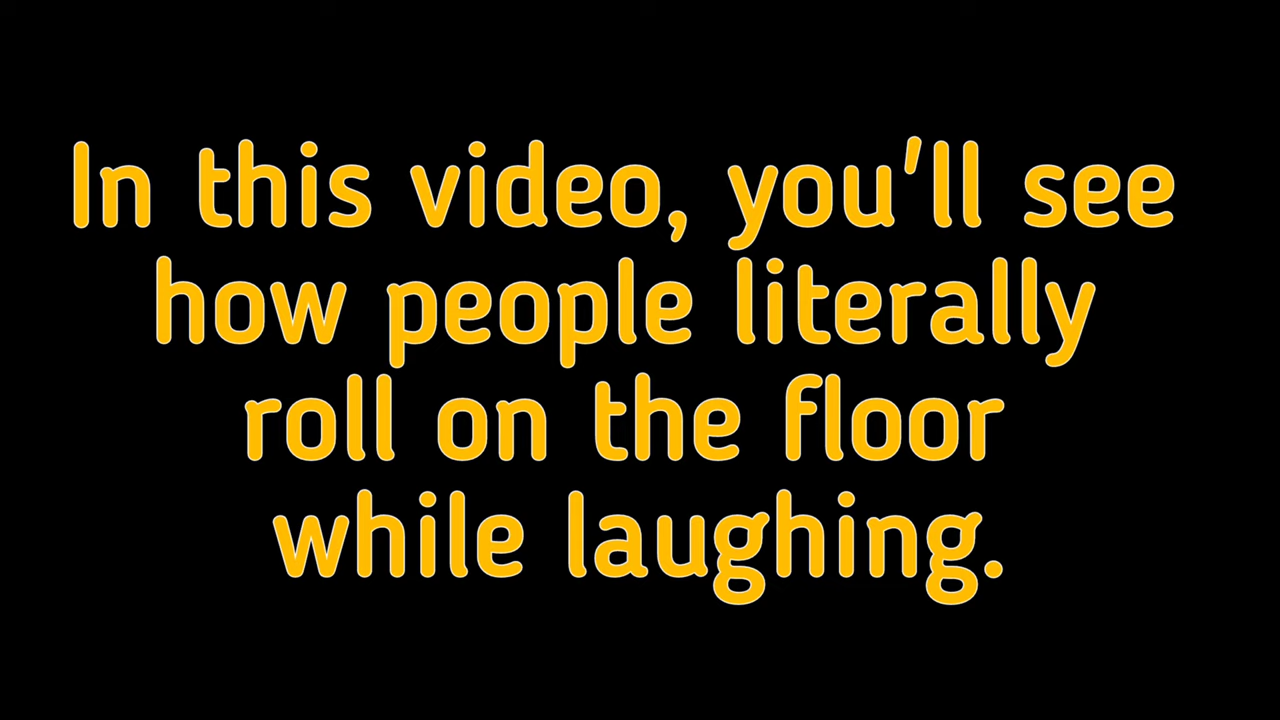 In this video, you'll see
how people literally
roll on the floor
while laughing.